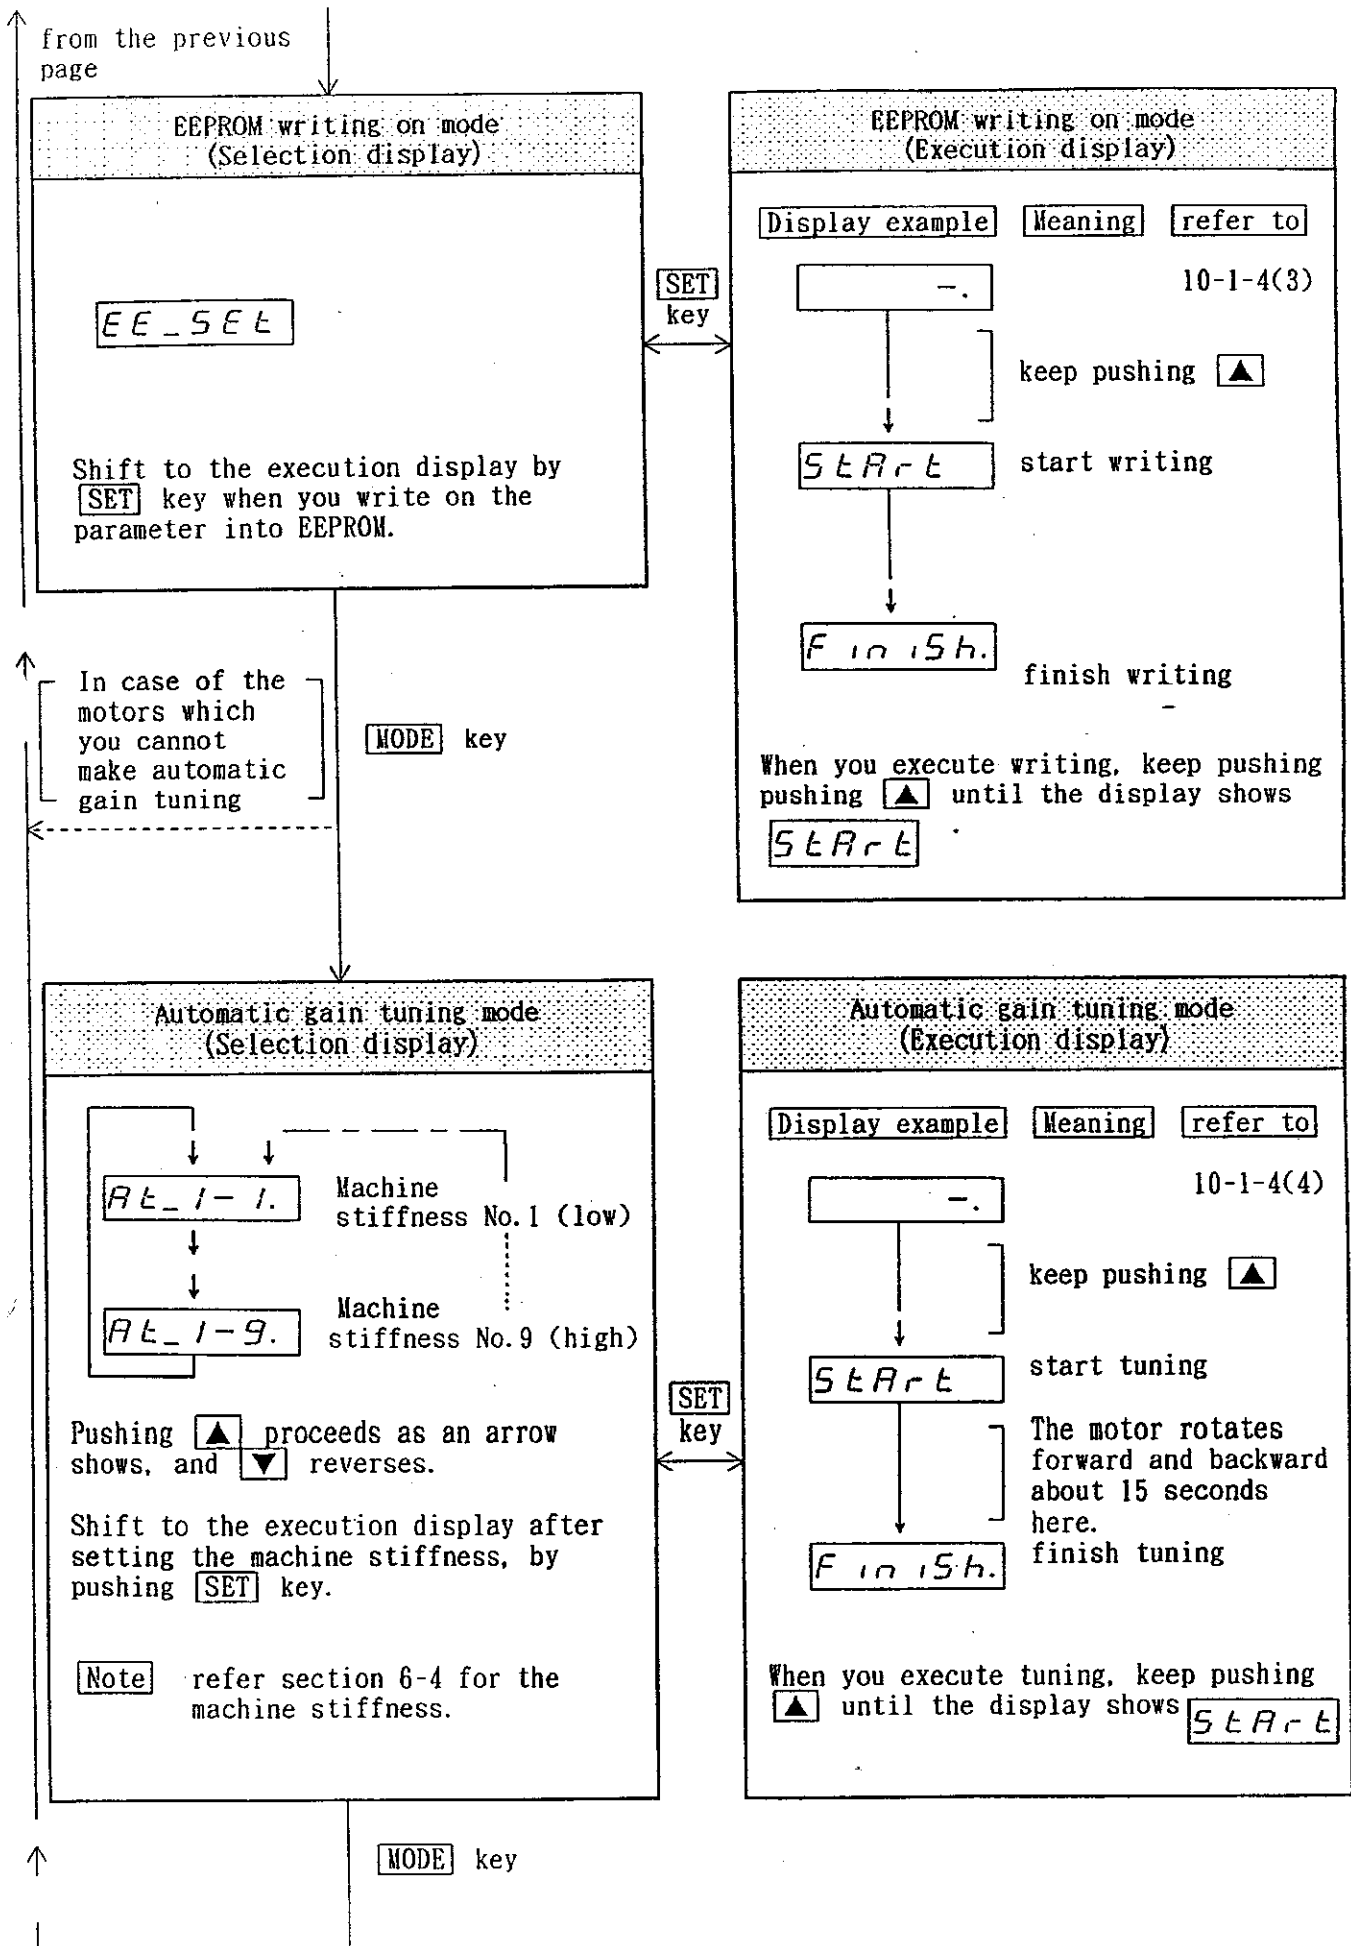 from the previous
page
EEPROM writing on mode
(Selection display)
EE_SEt
Shift to the execution display by
SET key when you write on the
parameter into EEPROM.
SET
key
EEPROM writing on mode
(Execution display)
Display example Meaning refer to
-. 10-1-4(3)
keep pushing ▲
StArt start writing
FiniSh.
finish writing
When you execute writing, keep pushing
pushing ▲ until the display shows
StArt
In case of the
motors which
you cannot
make automatic
gain tuning
MODE key
Automatic gain tuning mode
(Selection display)
At_1-1. Machine
stiffness No.1 (low)
At_1-9. Machine
stiffness No.9 (high)
Pushing ▲ proceeds as an arrow
shows, and ▼ reverses.
Shift to the execution display after
setting the machine stiffness, by
pushing SET key.
Note refer section 6-4 for the
machine stiffness.
SET
key
Automatic gain tuning mode
(Execution display)
Display example Meaning refer to
-. 10-1-4(4)
keep pushing ▲
StArt start tuning
The motor rotates
forward and backward
about 15 seconds
here.
FiniSh. finish tuning
When you execute tuning, keep pushing
▲ until the display shows StArt
MODE key